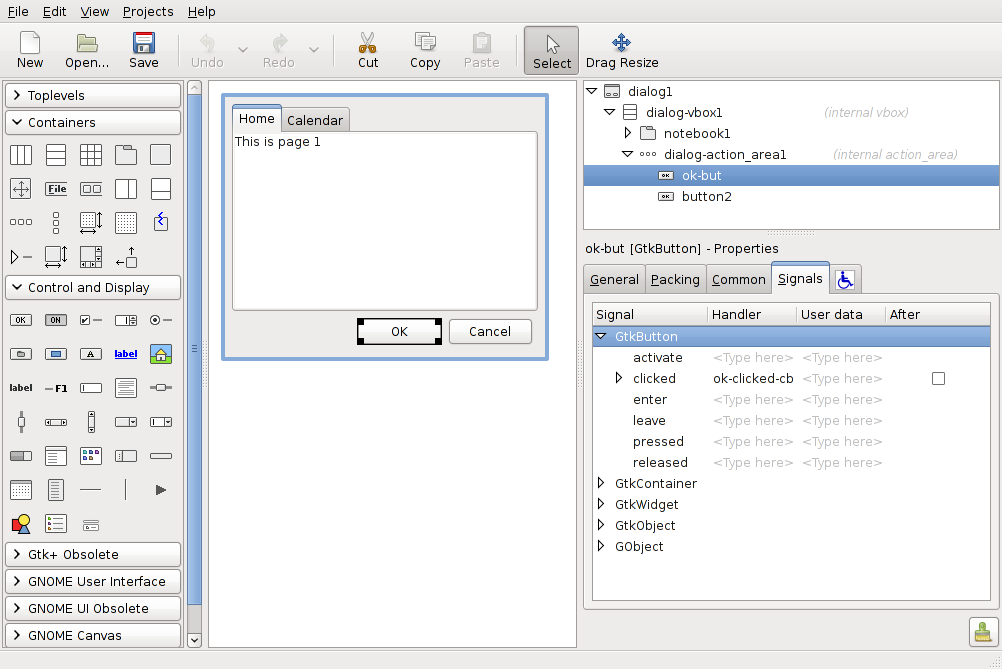 File Edit View Projects Help
New Open... Save Undo Redo Cut Copy Paste Select Drag Resize
Toplevels
Containers
File
Control and Display
OK ON
A label
label F1
Gtk+ Obsolete
GNOME User Interface
GNOME UI Obsolete
GNOME Canvas
Home Calendar
This is page 1
OK Cancel
dialog1
dialog-vbox1 (internal vbox)
notebook1
dialog-action_area1 (internal action_area)
OK ok-but
OK button2
ok-but [GtkButton] - Properties
General Packing Common Signals
Signal Handler User data After
GtkButton
activate <Type here> <Type here>
clicked ok-clicked-cb
enter <Type here> <Type here>
leave <Type here> <Type here>
pressed <Type here> <Type here>
released <Type here> <Type here>
GtkContainer
GtkWidget
GtkObject
GObject